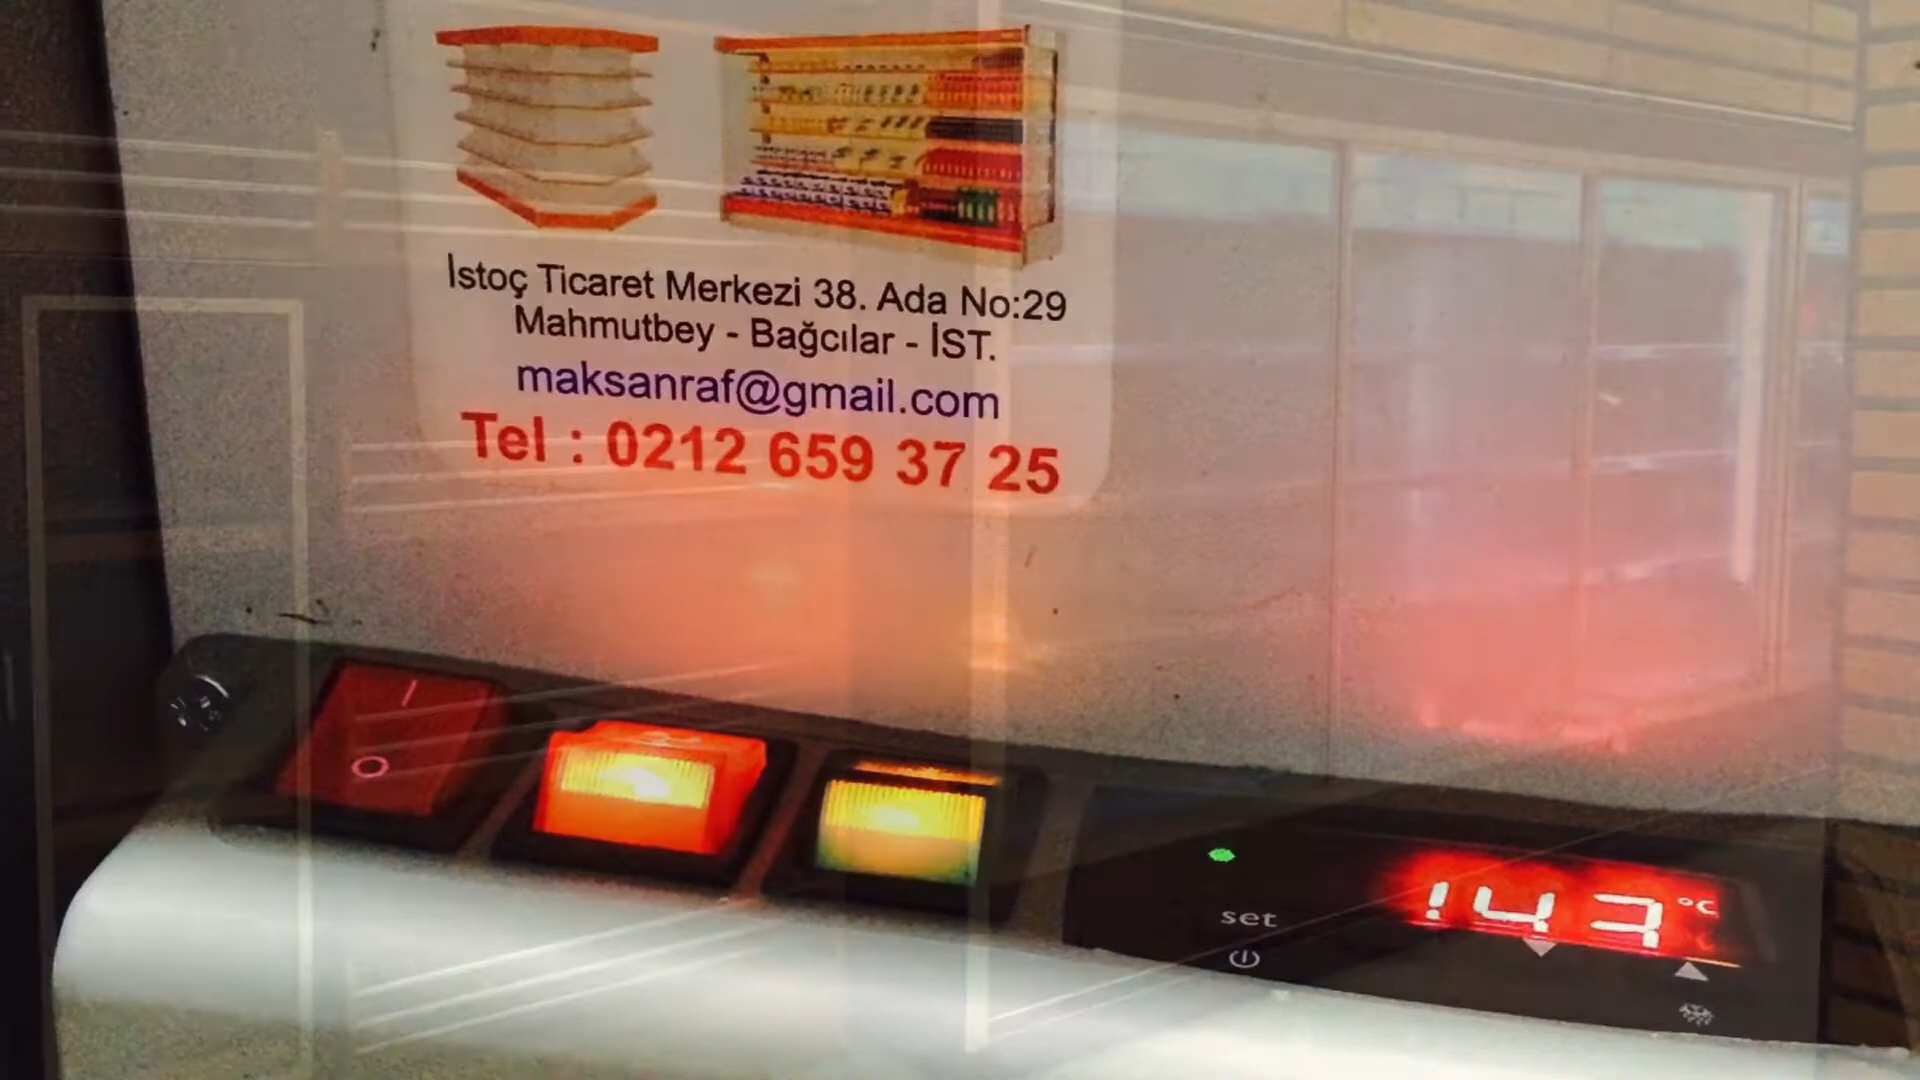 İstoç Ticaret Merkezi 38. Ada No:29
Mahmutbey - Bağcılar - İST.
maksanraf@gmail.com
Tel : 0212 659 37 25
set
°C